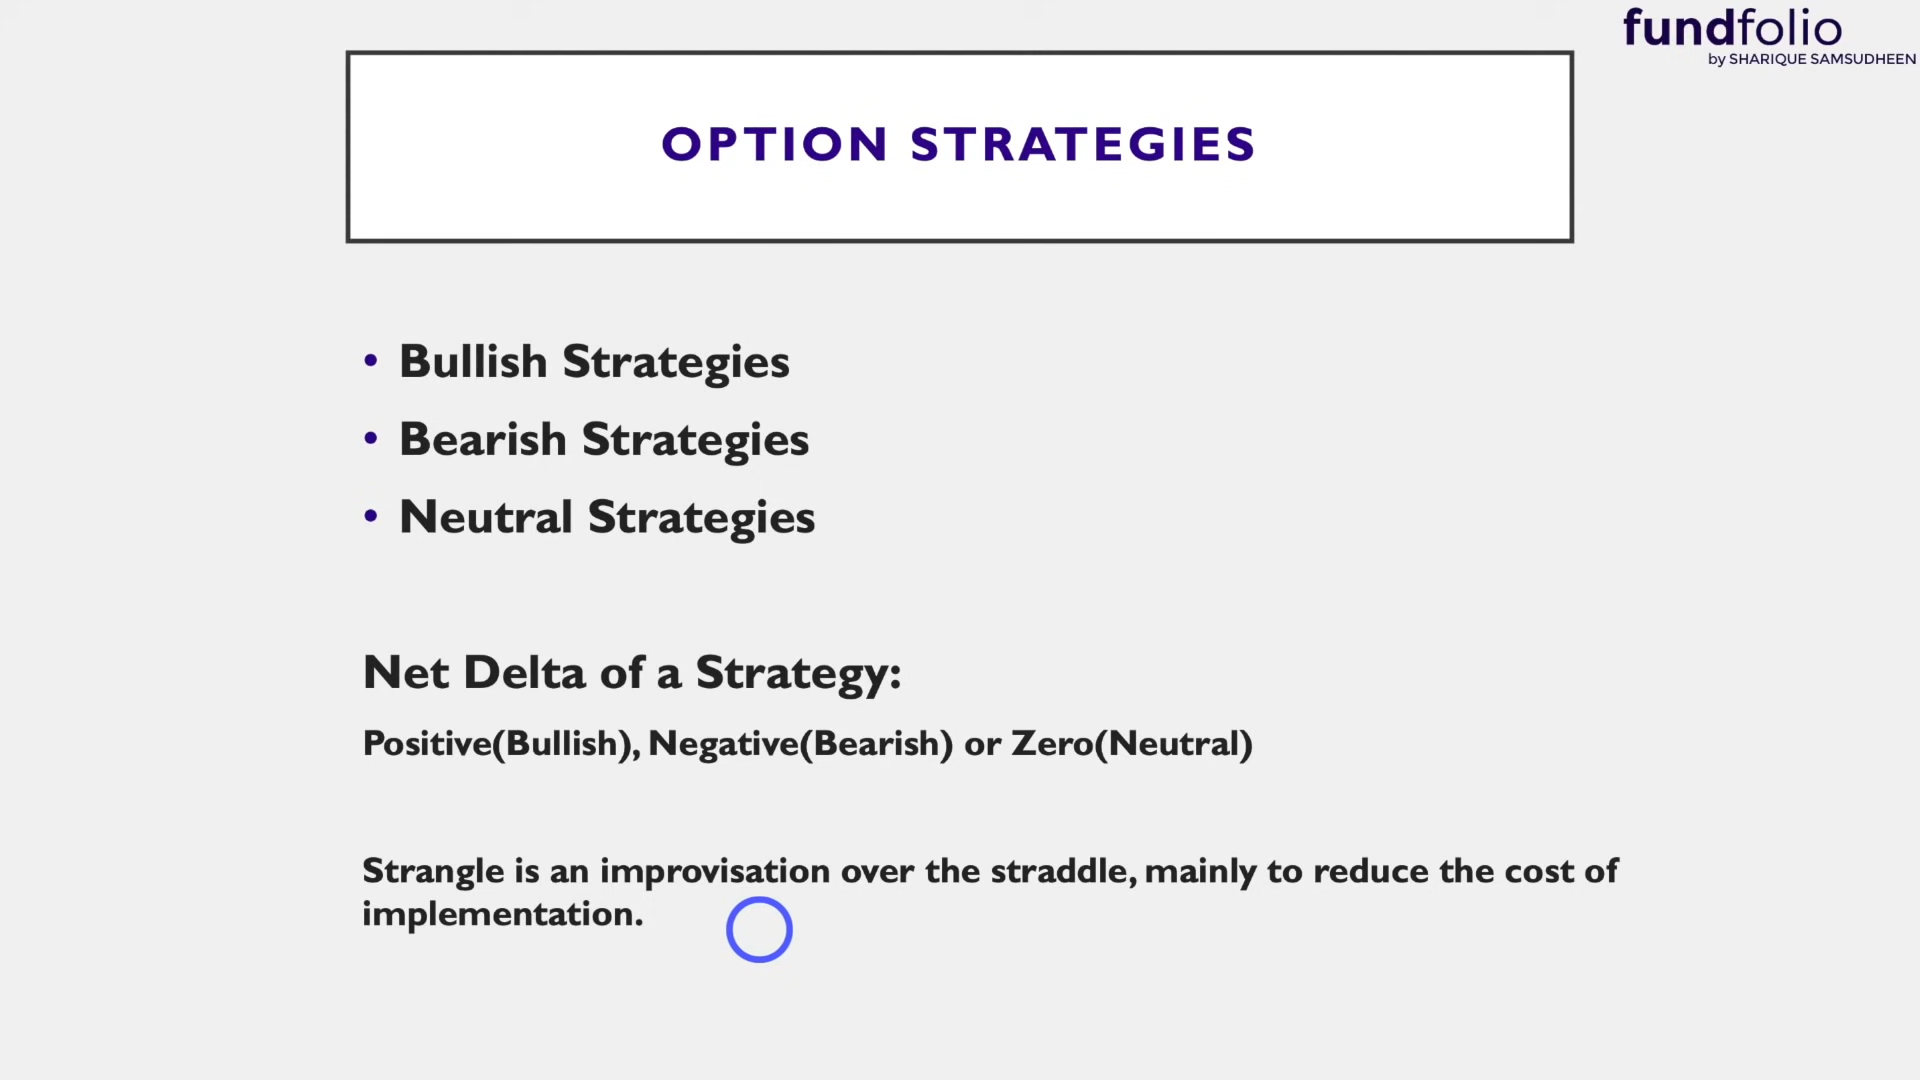 fundfolio
by SHARIQUE SAMSUDHEEN
OPTION STRATEGIES
• Bullish Strategies
• Bearish Strategies
• Neutral Strategies
Net Delta of a Strategy:
Positive(Bullish), Negative(Bearish) or Zero(Neutral)
Strangle is an improvisation over the straddle, mainly to reduce the cost of
implementation.